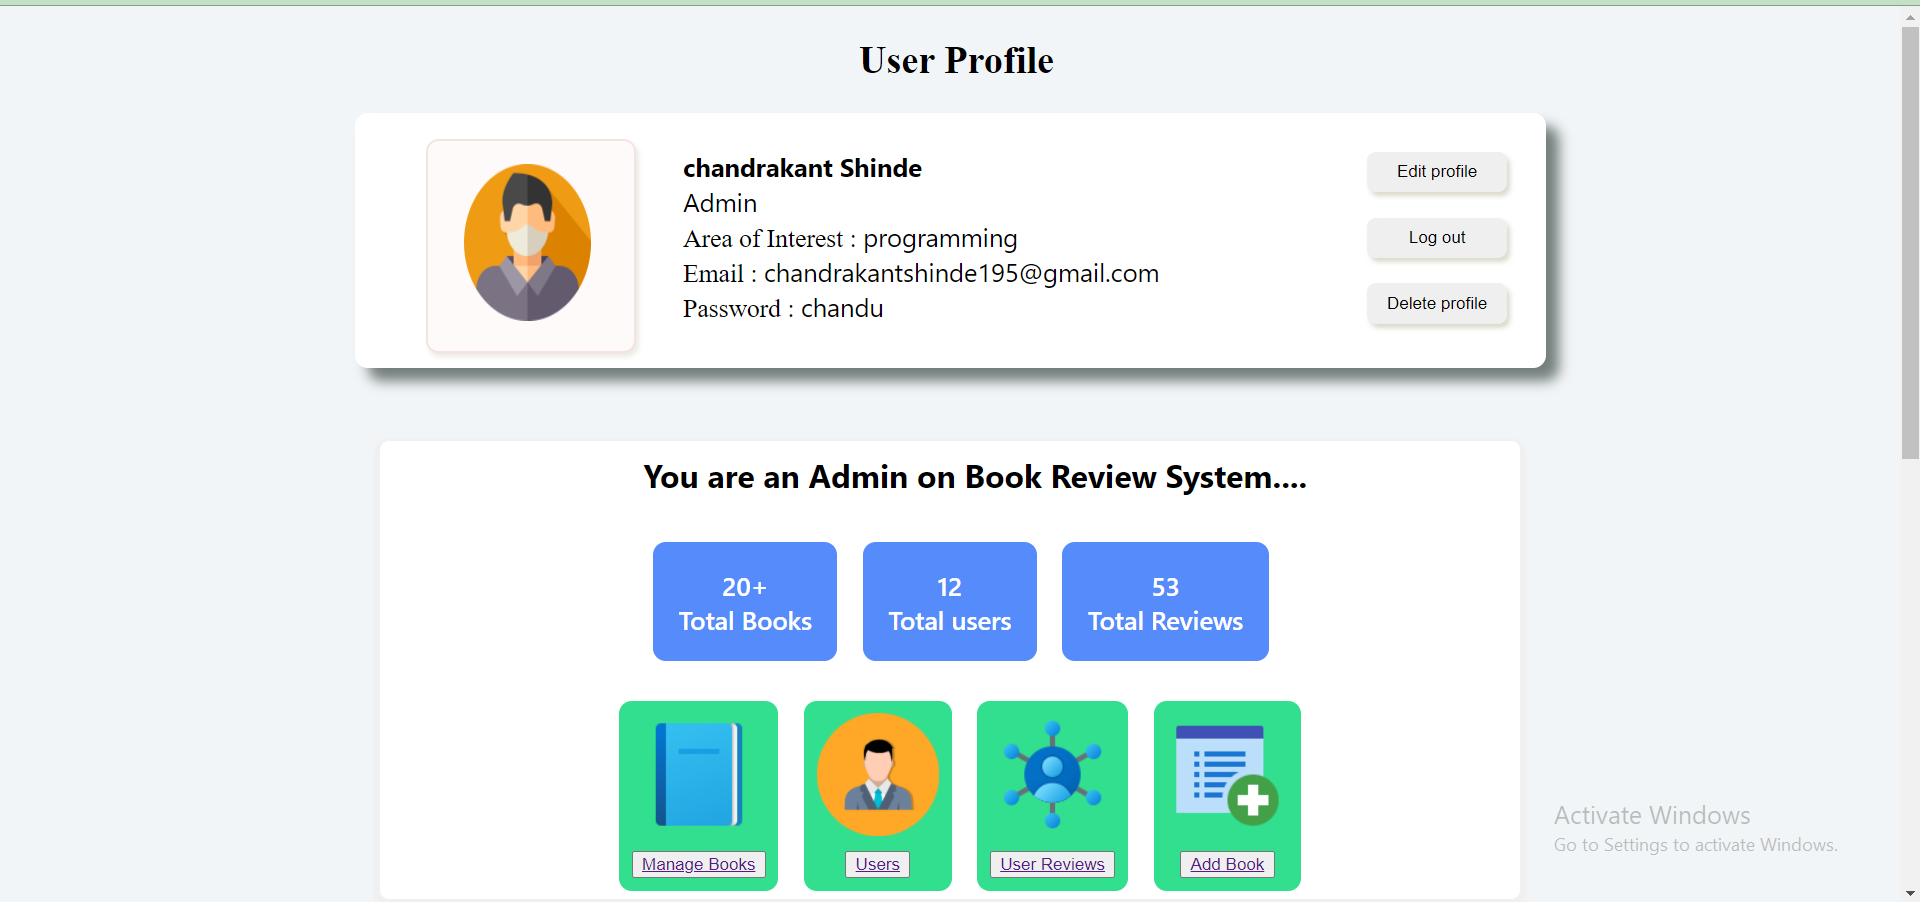 User Profile
chandrakant Shinde
Admin
Area of Interest : programming
Email : chandrakantshinde195@gmail.com
Password : chandu
Edit profile
Log out
Delete profile
You are an Admin on Book Review System....
20+
Total Books
12
Total users
53
Total Reviews
Manage Books
Users
User Reviews
Add Book
Activate Windows
Go to Settings to activate Windows.